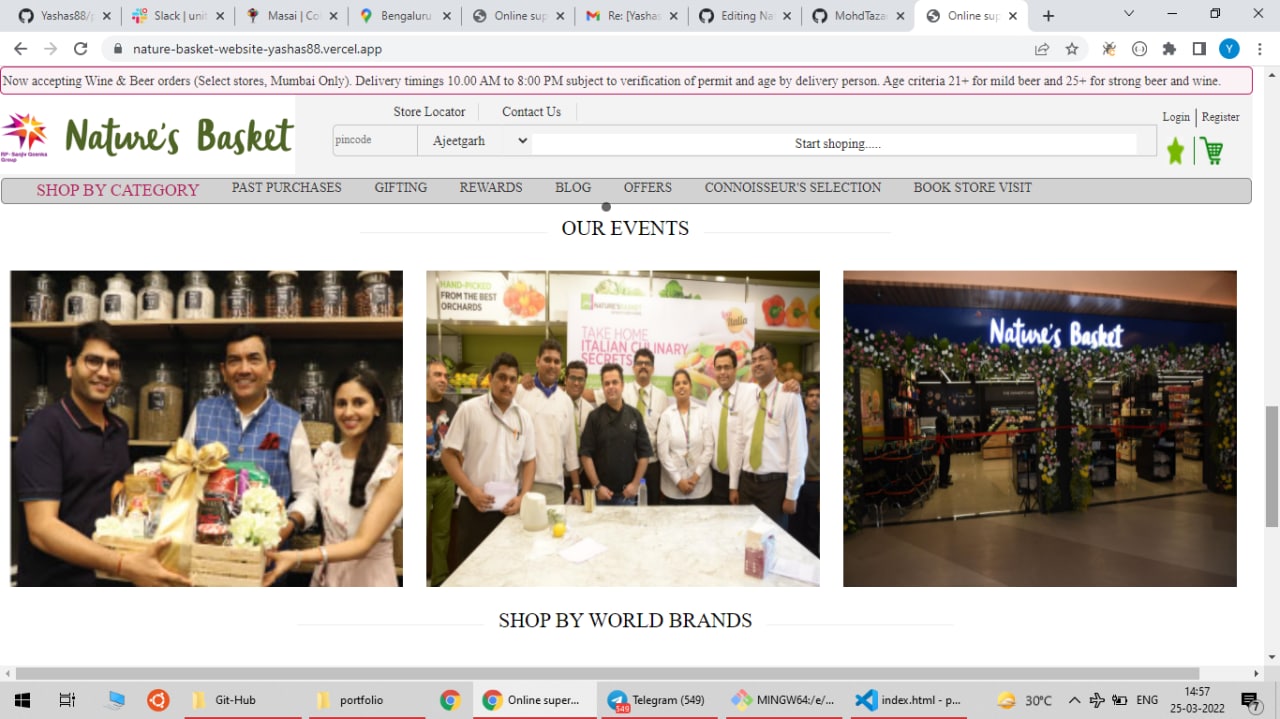 Yashas88/p
Slack | unit
Masai | Col
Bengaluru
Online sup
Re: [Yashas
Editing Nat
MohdTaza
Online sup
nature-basket-website-yashas88.vercel.app
Y
Now accepting Wine & Beer orders (Select stores, Mumbai Only). Delivery timings 10.00 AM to 8:00 PM subject to verification of permit and age by delivery person. Age criteria 21+ for mild beer and 25+ for strong beer and wine.
Store Locator
Contact Us
Login
Register
RP-Sanjiv Goenka
Group
Nature's Basket
pincode
Ajeetgarh
Start shoping.....
SHOP BY CATEGORY
PAST PURCHASES
GIFTING
REWARDS
BLOG
OFFERS
CONNOISSEUR'S SELECTION
BOOK STORE VISIT
OUR EVENTS
HAND-PICKED
FROM THE BEST
ORCHARDS
NATURE'S BASKET
TAKE HOME
ITALIAN CULINARY
SECRETS
Italia
Nature's Basket
SHOP BY WORLD BRANDS
Git-Hub
portfolio
Online super...
549
Telegram (549)
MINGW64:/e/...
index.html - p...
30°C
ENG
14:57
25-03-2022
7